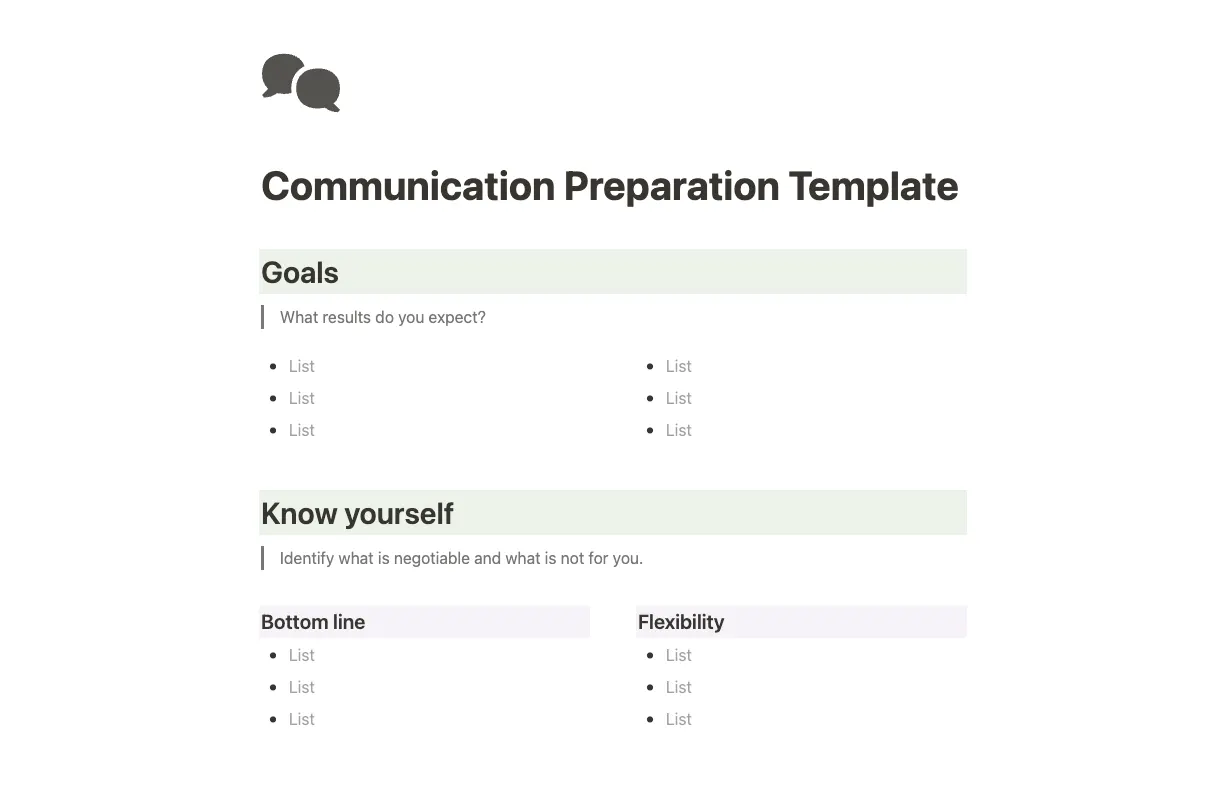 Communication Preparation Template
Goals
What results do you expect?
List
List
List
List
List
List
Know yourself
Identify what is negotiable and what is not for you.
Bottom line
List
List
List
Flexibility
List
List
List